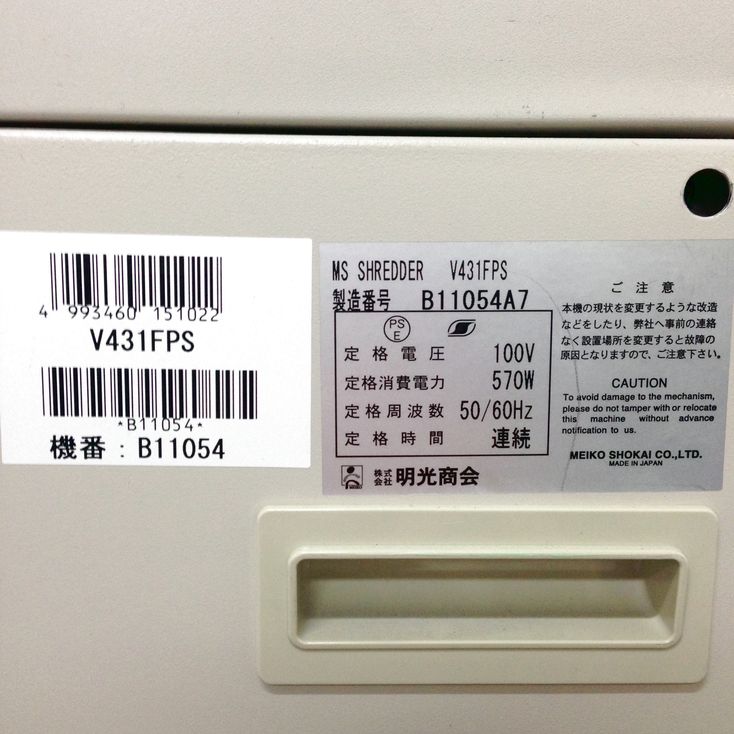 4 993460 151022
V431FPS
*B11054*
機番：B11054
MS SHREDDER V431FPS
製造番号 B11054A7
PS
E
定格電圧 100V
定格消費電力 570W
定格周波数 50/60Hz
定格時間 連続
株式
会社 明光商会
ご注意
本機の現状を変更するような改造
などをしたり、弊社へ事前の連絡
なく設置場所を変更すると故障の
原因となりますので、ご注意下さい。
CAUTION
To avoid damage to the mechanism,
please do not tamper with or relocate
this machine without advance
notification to us.
MEIKO SHOKAI CO.,LTD.
MADE IN JAPAN